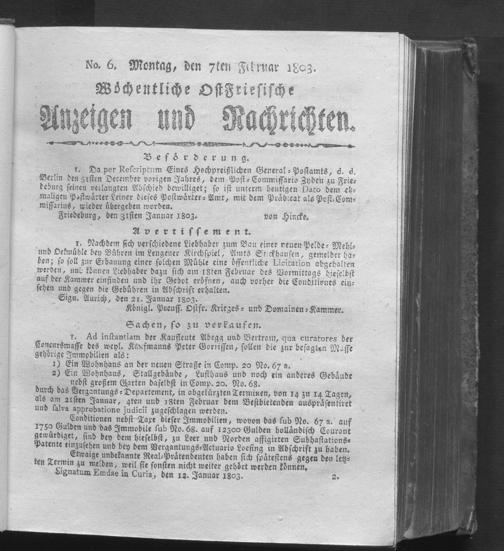 No. 6. Montag, den 7ten Februar 1803.
Wöchentliche OstFriesische
Anzeigen und Nachrichten.
Beförderung.
1. Da per Rescriptum Eines Hochpreißlichen General-Postamts, d. d.
Berlin den 31sten December vorigen Jahres, dem Post-Commissario Eyden zu Frie-
deburg seinen verlangten Abschied bewilliget; so ist unterm heutigen Dato dem eh-
maligen Postwärter Leiner dieses Postwärter-Amt, mit dem Prädicat als Post-Com-
missarius, wieder übergeben worden.
Friedeburg, den 31sten Januar 1803. von Hincke.
Avertissement.
1. Nachdem sich verschiedene Liebhaber zum Bau einer neuen Pelde- Mehl-
und Oelmühle bey Bühren im Lengener Kirchspiel, Amts Stickhausen, gemeldet ha-
ben; so soll zur Erbauung einer solchen Mühle eine öffentliche Licitation abgehalten
werden, und können Liebhaber dazu sich am 18ten Februar des Vormittags hieselbst
auf der Kammer einfinden und ihr Gebot eröfnen, auch vorher die Conditiones ein-
sehen und gegen die Gebühren in Abschrift erhalten.
Sign. Aurich, den 21. Januar 1803.
Königl. Preuss. Ostfr. Krieges- und Domainen-Kammer.
Sachen, so zu verkaufen.
1. Ad instantiam der Kaufleute Abegg und Bertram, qua curatores der
Concursmasse des weyl. Kaufmanns Peter Gorrissen, sollen die zur besagten Masse
gehörige Immobilien als:
1) Ein Wohnhaus an der neuen Straße in Comp. 20 No. 67 a.
2) Ein Wohnhaus, Stallgebäude, Lusthaus und noch ein anderes Gebäude
nebst großem Garten daselbst in Comp. 20. No. 68.
durch das Vergantungs-Departement, in abgekürzten Terminen, von 14 zu 14 Tagen,
als am 21sten Januar, 4ten und 18ten Februar dem Bestbietenden auspräsentiret
und salva approbatione judicii zugeschlagen werden.
Conditionen nebst Taxe dieser Immobilien, wovon das sub No. 67 a. auf
1750 Gulden und das Immobile sub No. 68. auf 12300 Gulden holländisch Courant
gewürdiget, sind bey dem hieselbst, zu Leer und Norden affigirten Subhastations-
Patente einzusehen und bey dem Vergantungs-Actuario Loesing in Abschrift zu haben.
Etwaige unbekannte Real-Prätendenten haben sich spätestens gegen den letz-
ten Termin zu melden, weil sie sonsten nicht weiter gehört werden können.
Signatum Emdae in Curia, den 12. Januar 1803. 2.